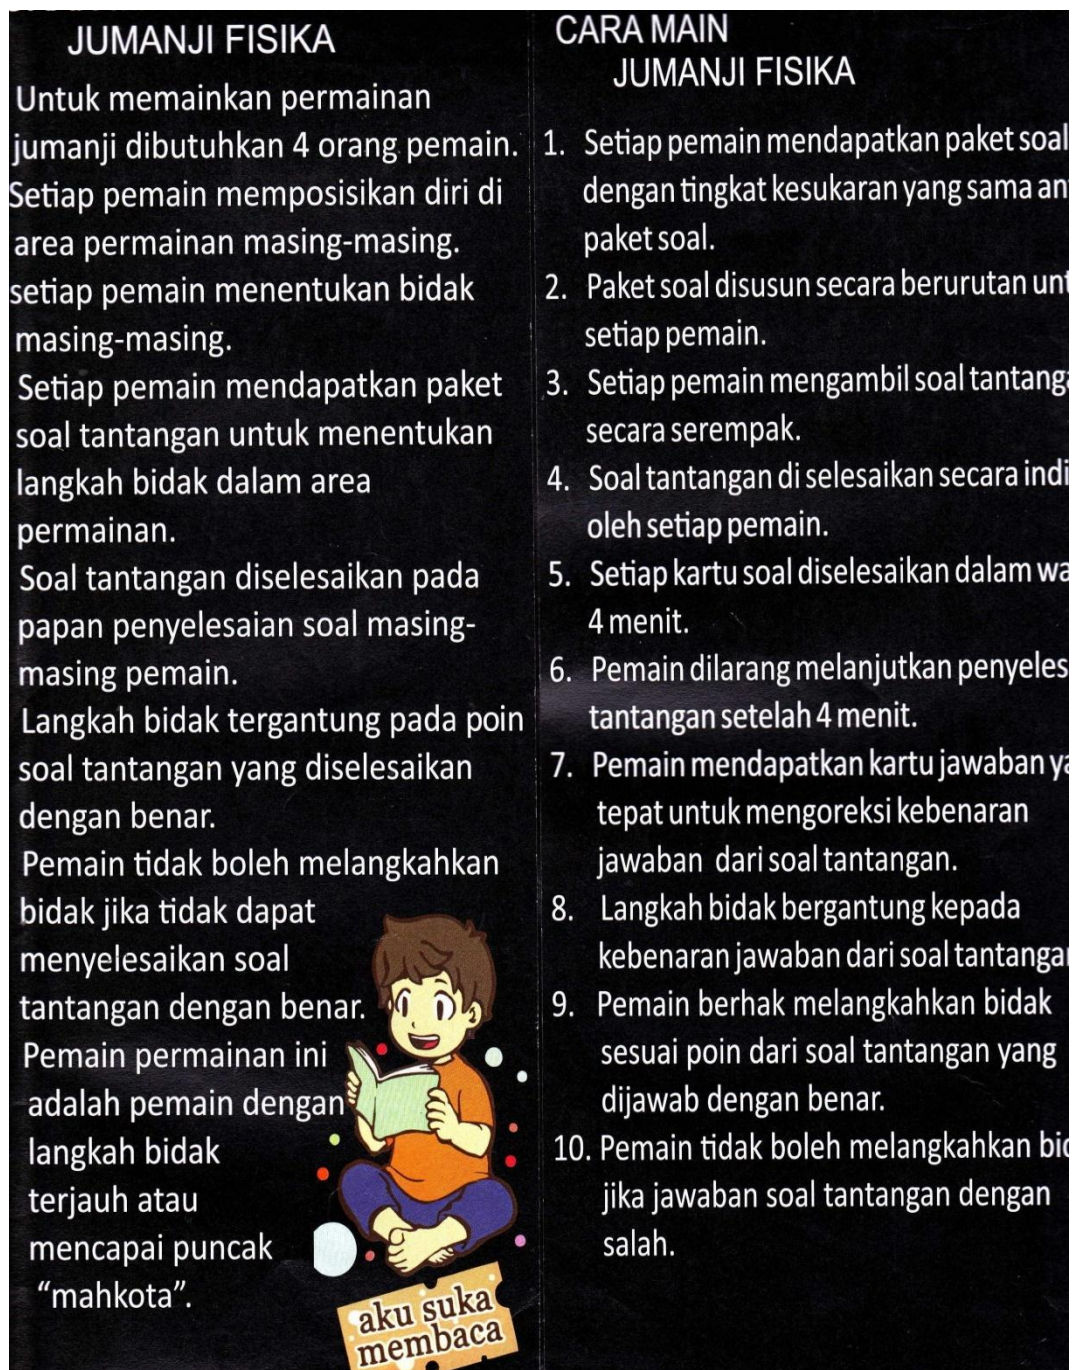 JUMANJI FISIKA
Untuk memainkan permainan
jumanji dibutuhkan 4 orang pemain.
Setiap pemain memposisikan diri di
area permainan masing-masing.
setiap pemain menentukan bidak
masing-masing.
Setiap pemain mendapatkan paket
soal tantangan untuk menentukan
langkah bidak dalam area
permainan.
Soal tantangan diselesaikan pada
papan penyelesaian soal masing-
masing pemain.
Langkah bidak tergantung pada poin
soal tantangan yang diselesaikan
dengan benar.
Pemain tidak boleh melangkahkan
bidak jika tidak dapat
menyelesaikan soal
tantangan dengan benar.
Pemain permainan ini
adalah pemain dengan
langkah bidak
terjauh atau
mencapai puncak
“mahkota”.
aku suka
membaca
CARA MAIN
JUMANJI FISIKA
1. Setiap pemain mendapatkan paket soal
dengan tingkat kesukaran yang sama
paket soal.
2. Paket soal disusun secara berurutan
setiap pemain.
3. Setiap pemain mengambil soal
secara serempak.
4. Soal tantangan di selesaikan secara
oleh setiap pemain.
5. Setiap kartu soal diselesaikan dalam
4 menit.
6. Pemain dilarang melanjutkan
tantangan setelah 4 menit.
7. Pemain mendapatkan kartu jawaban
tepat untuk mengoreksi kebenaran
jawaban dari soal tantangan.
8. Langkah bidak bergantung kepada
kebenaran jawaban dari soal
9. Pemain berhak melangkahkan bidak
sesuai poin dari soal tantangan yang
dijawab dengan benar.
10. Pemain tidak boleh melangkahkan
jika jawaban soal tantangan dengan
salah.